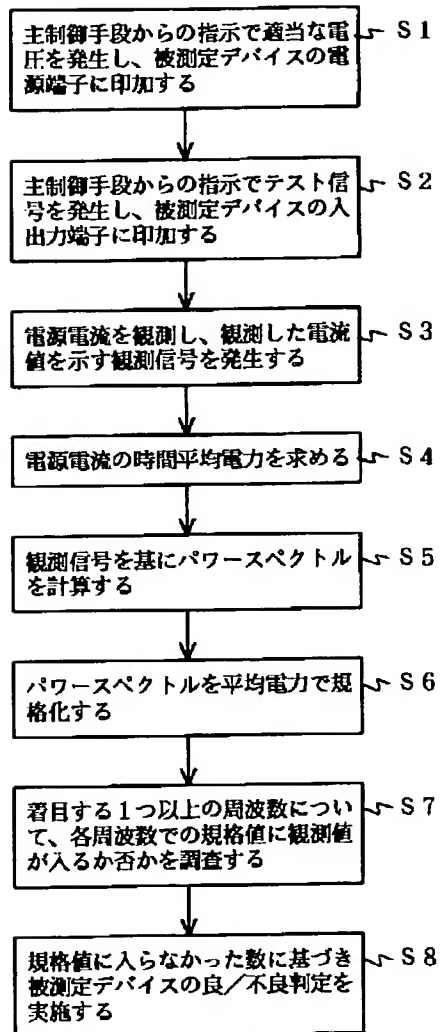 主制御手段からの指示で適当な電
圧を発生し、被測定デバイスの電
源端子に印加する
S1
主制御手段からの指示でテスト信
号を発生し、被測定デバイスの入
出力端子に印加する
S2
電源電流を観測し、観測した電流
値を示す観測信号を発生する
S3
電源電流の時間平均電力を求める
S4
観測信号を基にパワースペクトル
を計算する
S5
パワースペクトルを平均電力で規
格化する
S6
着目する1つ以上の周波数につい
て、各周波数での規格値に観測値
が入るか否かを調査する
S7
規格値に入らなかった数に基づき
被測定デバイスの良/不良判定を
実施する
S8